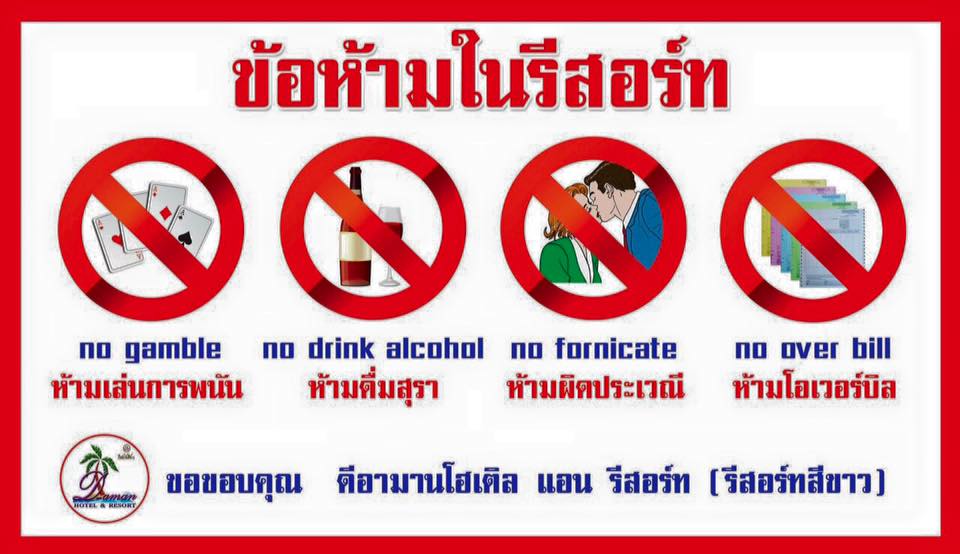 ข้อห้ามในรีสอร์ท
no gamble
no drink alcohol
no fornicate
no over bill
ห้ามเล่นการพนัน
ห้ามดื่มสุรา
ห้ามผิดประเวณี
ห้ามโอเวอร์บิล
Daman
HOTEL & RESORT
ขอขอบคุณ ดีอามานโฮเติล แอน รีสอร์ท (รีสอร์ทสีขาว)